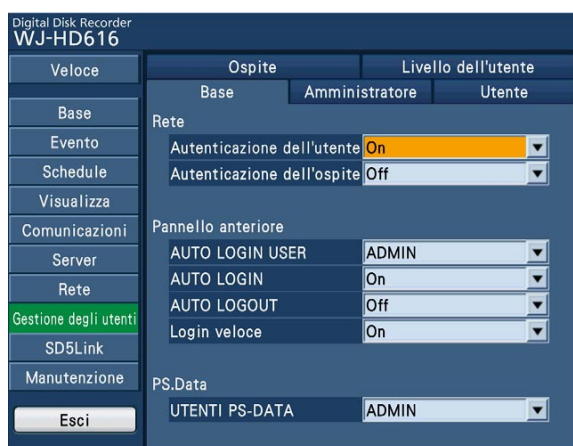 Digital Disk Recorder
WJ-HD616
Veloce
Base
Evento
Schedule
Visualizza
Comunicazioni
Server
Rete
Gestione degli utenti
SD5Link
Manutenzione
Esci
Ospite
Livello dell'utente
Base
Amministratore
Utente
Rete
Autenticazione dell'utente On
Autenticazione dell'ospite Off
Pannello anteriore
AUTO LOGIN USER ADMIN
AUTO LOGIN On
AUTO LOGOUT Off
Login veloce On
PS.Data
UTENTI PS-DATA ADMIN